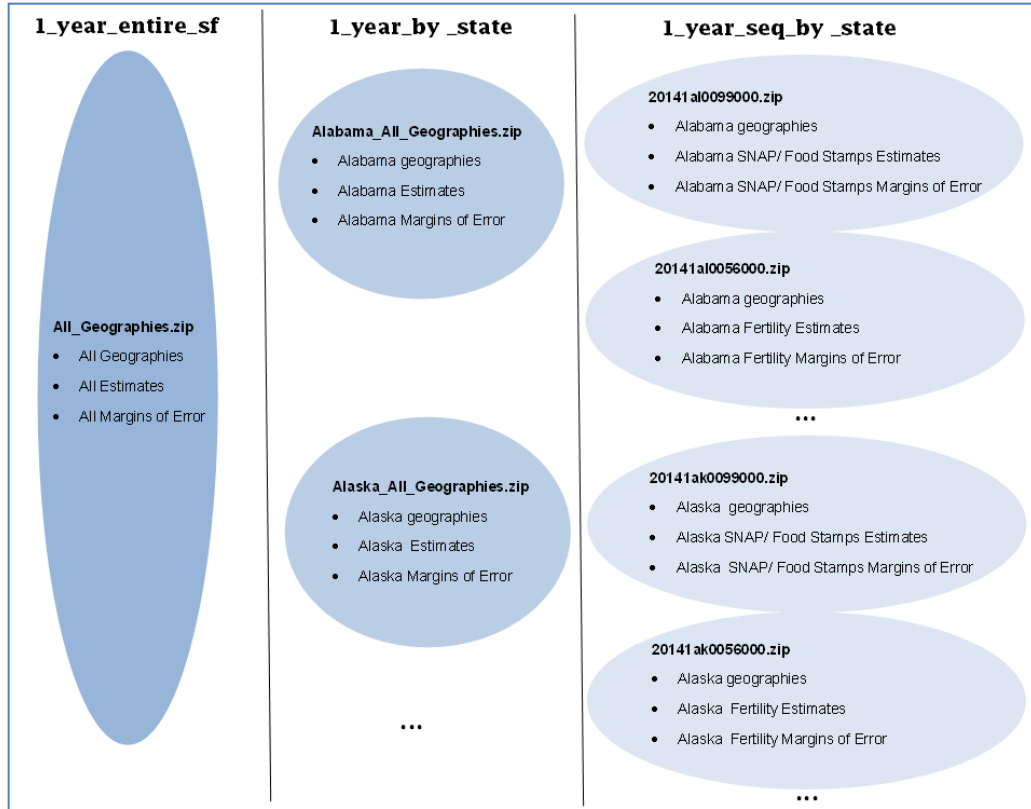 1_year_entire_sf
All_Geographies.zip
• All Geographies
• All Estimates
• All Margins of Error
1_year_by _state
Alabama_All_Geographies.zip
• Alabama geographies
• Alabama Estimates
• Alabama Margins of Error
Alaska_All_Geographies.zip
• Alaska geographies
• Alaska Estimates
• Alaska Margins of Error
...
1_year_seq_by _state
20141al0099000.zip
• Alabama geographies
• Alabama SNAP/ Food Stamps Estimates
• Alabama SNAP/ Food Stamps Margins of Error
20141al0056000.zip
• Alabama geographies
• Alabama Fertility Estimates
• Alabama Fertility Margins of Error
...
20141ak0099000.zip
• Alaska geographies
• Alaska SNAP/ Food Stamps Estimates
• Alaska SNAP/ Food Stamps Margins of Error
20141ak0056000.zip
• Alaska geographies
• Alaska Fertility Estimates
• Alaska Fertility Margins of Error
...